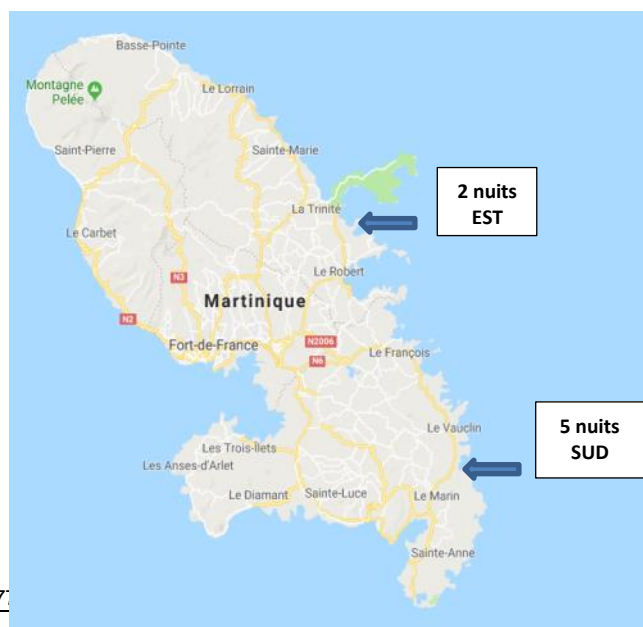 Basse-Pointe
Montagne
Pelée
Le Lorrain
Saint-Pierre
Sainte-Marie
2 nuits
EST
La Trinité
Le Carbet
Le Robert
N3
Martinique
N2
N2006
Fort-de-France
Le François
N6
5 nuits
SUD
Le Vauclin
Les Trois-Îlets
Les Anses-d'Arlet
Le Diamant
Sainte-Luce
Le Marin
Sainte-Anne